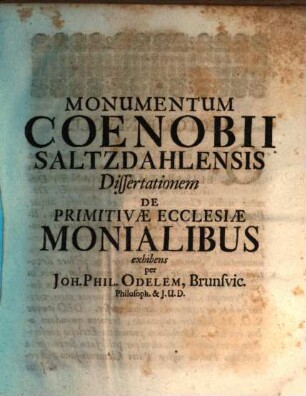 MONUMENTUM
COENOBII
SALTZDAHLENSIS
Dissertationem
DE
PRIMITIVÆ ECCLESIÆ
MONIALIBUS
exhibens
per
JOH. PHIL. ODELEM, Brunsvic.
Philosoph. & J.U.D.